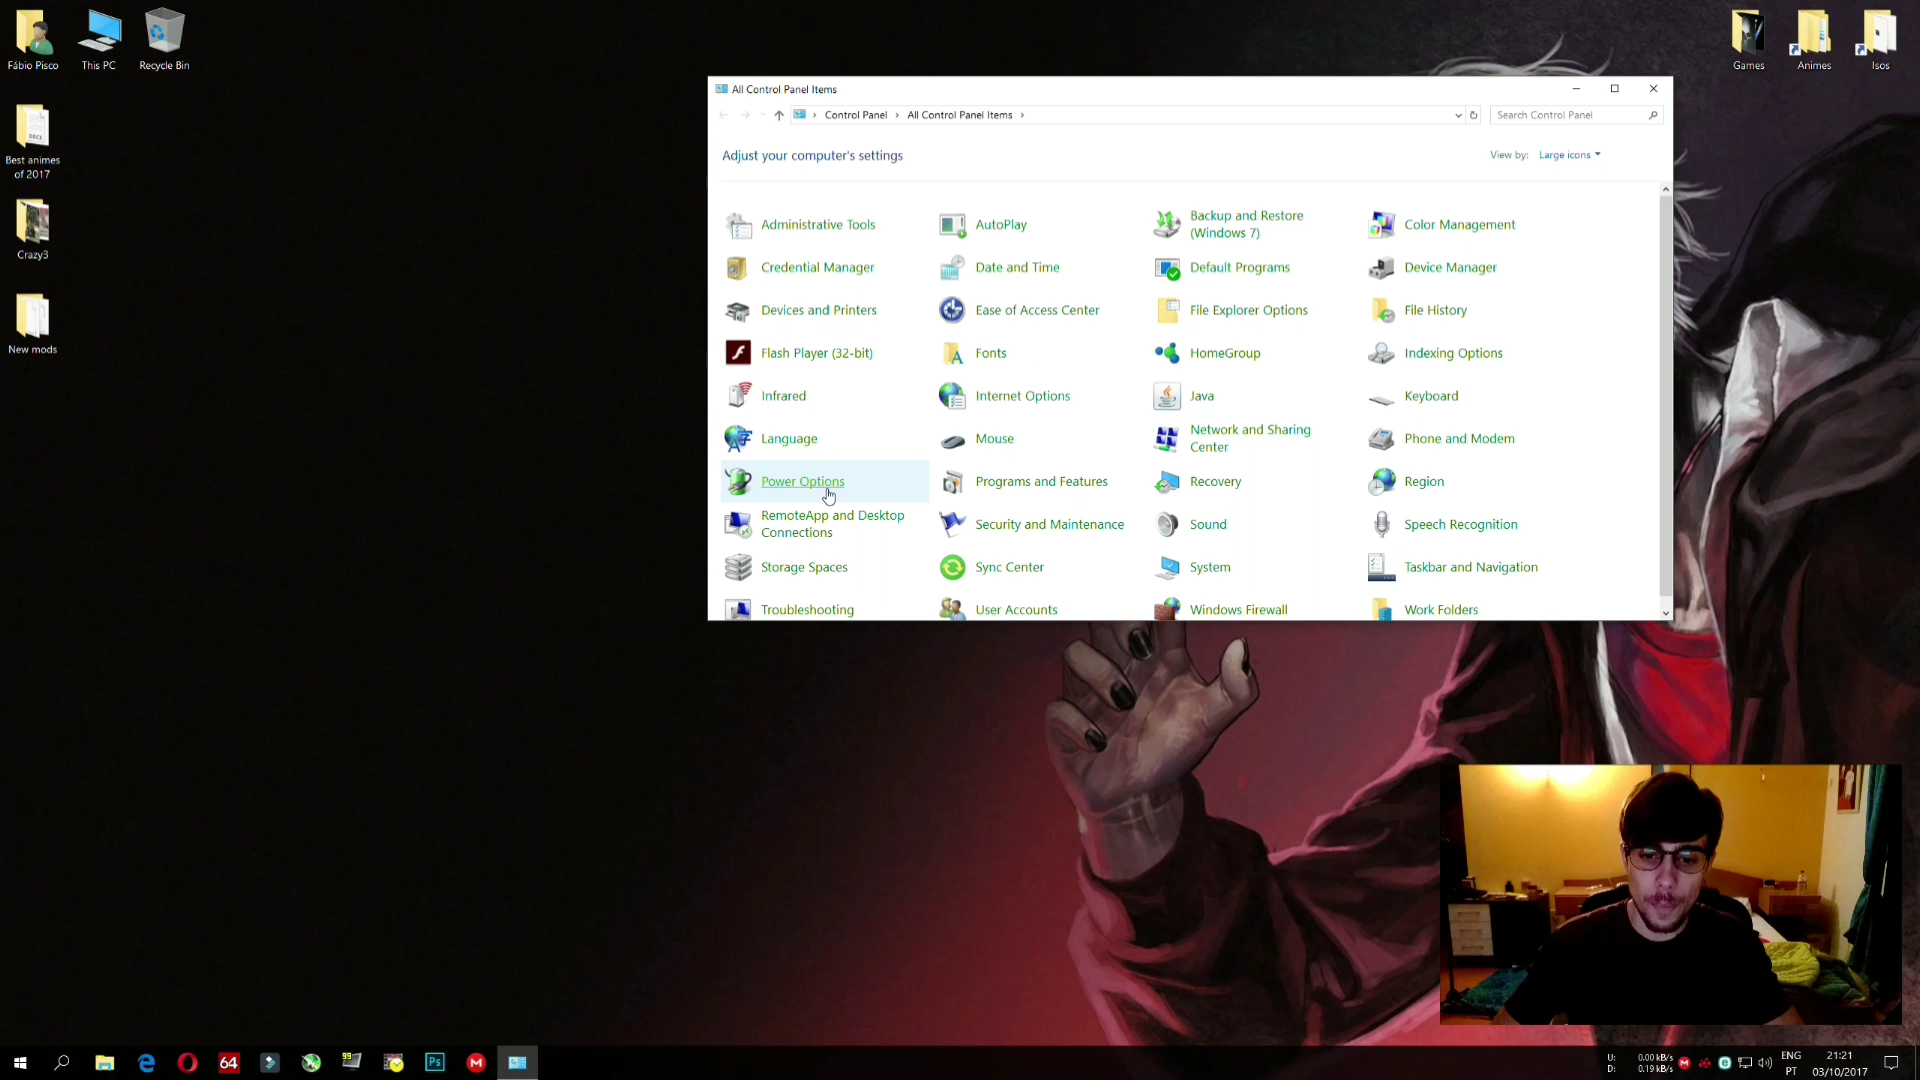 Fábio Pisco
This PC
Recycle Bin
Games
Animes
Isos
Best animes
of 2017
Crazy3
New mods
All Control Panel Items
Control Panel
All Control Panel Items
Search Control Panel
Adjust your computer's settings
View by:
Large icons
Administrative Tools
AutoPlay
Backup and Restore
(Windows 7)
Color Management
Credential Manager
Date and Time
Default Programs
Device Manager
Devices and Printers
Ease of Access Center
File Explorer Options
File History
Flash Player (32-bit)
Fonts
HomeGroup
Indexing Options
Infrared
Internet Options
Java
Keyboard
Language
Mouse
Network and Sharing
Center
Phone and Modem
Power Options
Programs and Features
Recovery
Region
RemoteApp and Desktop
Connections
Security and Maintenance
Sound
Speech Recognition
Storage Spaces
Sync Center
System
Taskbar and Navigation
Troubleshooting
User Accounts
Windows Firewall
Work Folders
64
99
Ps
M
U: 0.00 kB/s
D: 0.19 kB/s
ENG
PT
21:21
03/10/2017